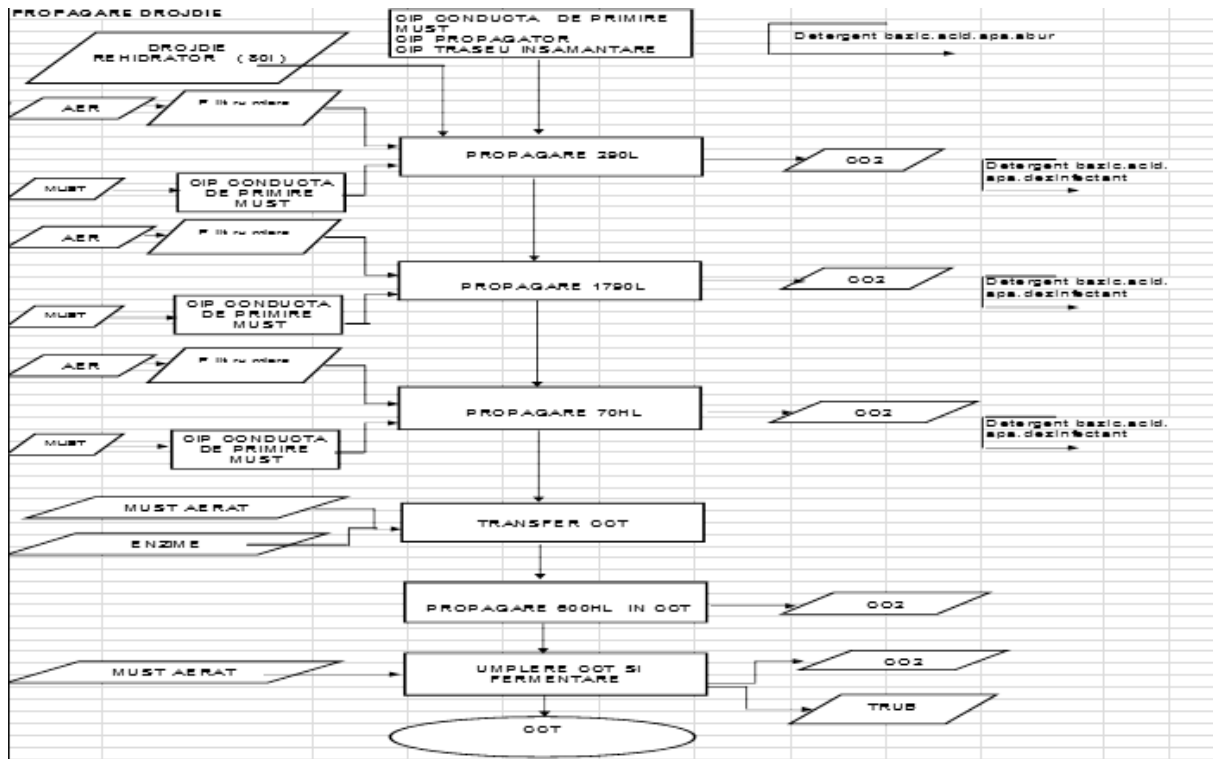 PROPAGARE DROJDIE
CIP CONDUCTA DE PRIMIRE
MUST
CIP PROPAGATOR
CIP TRASEU INSAMANTARE
Detergent bazic.acid.apa.abur
DROJDIE
REHIDRATOR (80l)
AER
Filtru
PROPAGARE 290L
CO2
Detergent bazic.acid.
apa.dezinfectant
MUST
CIP CONDUCTA
DE PRIMIRE
MUST
AER
Filtru
PROPAGARE 1790L
CO2
Detergent bazic.acid.
apa.dezinfectant
MUST
CIP CONDUCTA
DE PRIMIRE
MUST
AER
Filtru
PROPAGARE 70HL
CO2
Detergent bazic.acid.
apa.dezinfectant
MUST
CIP CONDUCTA
DE PRIMIRE
MUST
MUST AERAT
TRANSFER CCT
ENZIME
PROPAGARE 600HL IN CCT
CO2
MUST AERAT
UMPLERE CCT SI
FERMENTARE
CO2
TRUB
CCT